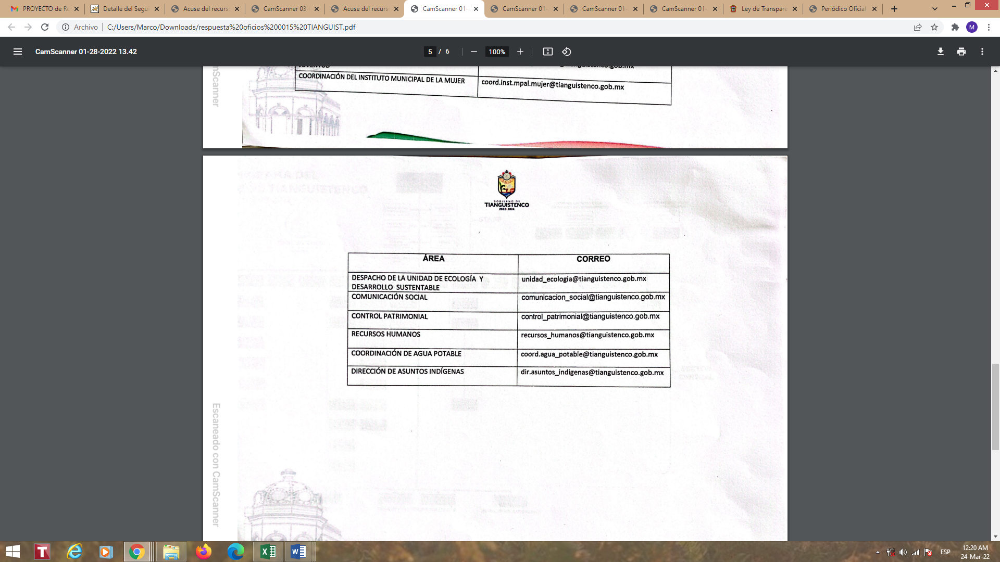 PROYECTO de Re
Detalle del Segui
Acuse del recurso
CamScanner 03-
Acuse del recurso
CamScanner 01-
CamScanner 01-
CamScanner 01-
CamScanner 01-
Ley de Transpare
Periódico Oficial
Archivo
C:/Users/Marco/Downloads/respuesta%20oficios%200015%20TIANGUIST.pdf
M
CamScanner 01-28-2022 13.42
5 / 6
100%
JUVENTUD
COORDINACIÓN DEL INSTITUTO MUNICIPAL DE LA MUJER
coord.inst.mpal.mujer@tianguistenco.gob.mx
GOBIERNO DE
TIANGUISTENCO
2022-2024
ÁREA CORREO
DESPACHO DE LA UNIDAD DE ECOLOGÍA Y
DESARROLLO SUSTENTABLE
unidad_ecologia@tianguistenco.gob.mx
COMUNICACIÓN SOCIAL comunicacion_social@tianguistenco.gob.mx
CONTROL PATRIMONIAL control_patrimonial@tianguistenco.gob.mx
RECURSOS HUMANOS recursos_humanos@tianguistenco.gob.mx
COORDINACIÓN DE AGUA POTABLE coord.agua_potable@tianguistenco.gob.mx
DIRECCIÓN DE ASUNTOS INDÍGENAS dir.asuntos_indigenas@tianguistenco.gob.mx
Escaneado con CamScanner
ESP
12:20 AM
24-Mar-22